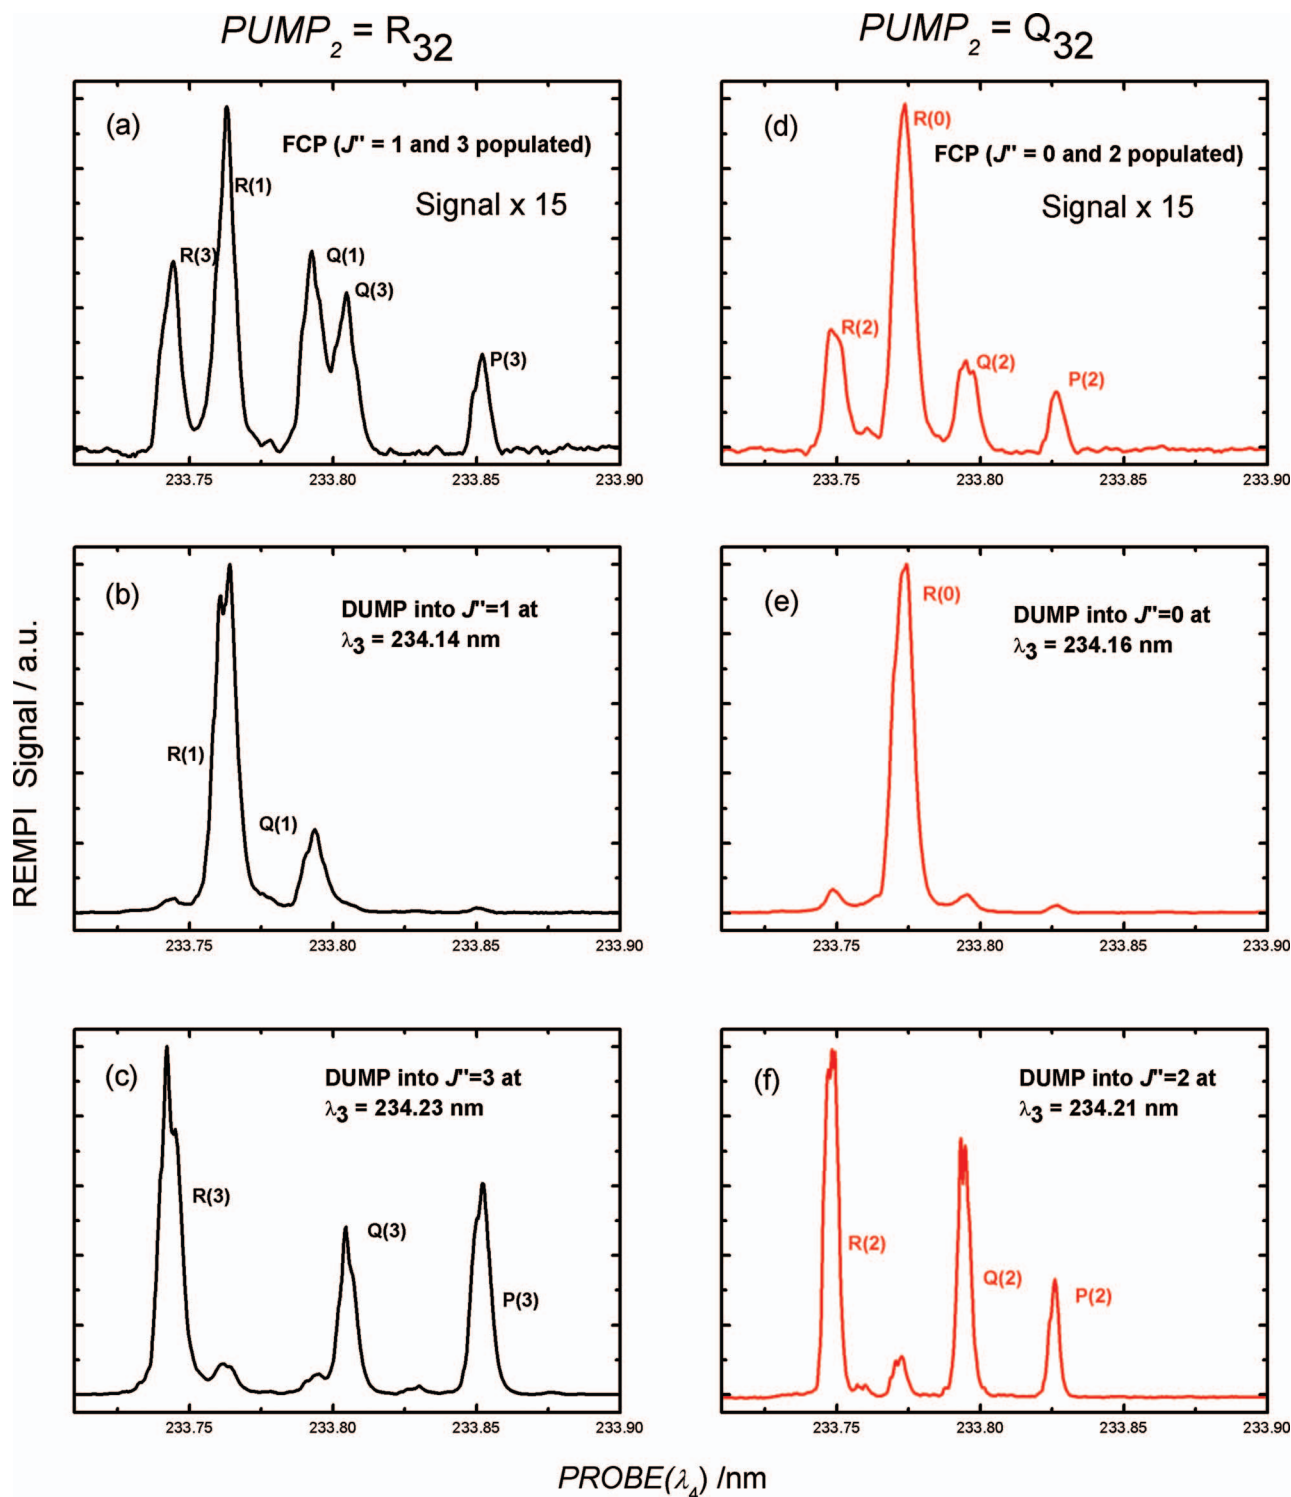 PUMP2 = R32
PUMP2 = Q32
(a)
FCP (J" = 1 and 3 populated)
Signal x 15
R(3)
R(1)
Q(1)
Q(3)
P(3)
233.75
233.80
233.85
233.90
(d)
R(0)
FCP (J" = 0 and 2 populated)
Signal x 15
R(2)
Q(2)
P(2)
233.75
233.80
233.85
233.90
(b)
DUMP into J"=1 at
λ3 = 234.14 nm
R(1)
Q(1)
233.75
233.80
233.85
233.90
(e)
R(0)
DUMP into J"=0 at
λ3 = 234.16 nm
233.75
233.80
233.85
233.90
(c)
DUMP into J"=3 at
λ3 = 234.23 nm
R(3)
Q(3)
P(3)
233.75
233.80
233.85
233.90
(f)
DUMP into J"=2 at
λ3 = 234.21 nm
R(2)
Q(2)
P(2)
233.75
233.80
233.85
233.90
REMPI Signal / a.u.
PROBE(λ4) /nm